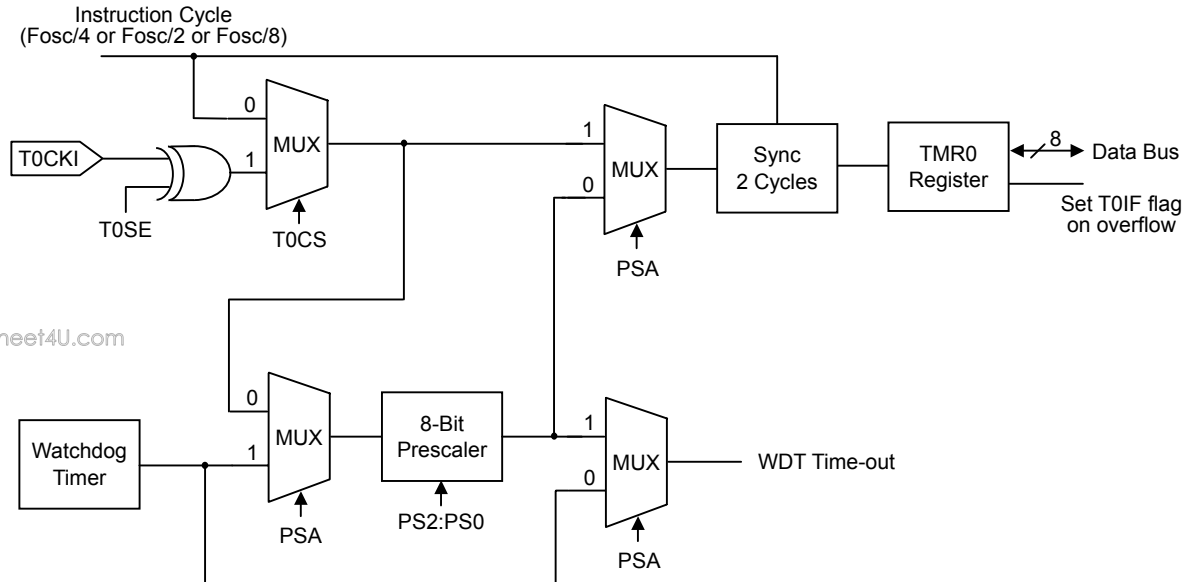 Instruction Cycle
(Fosc/4 or Fosc/2 or Fosc/8)
0
MUX
1
T0CKI
T0SE
T0CS
1
MUX
0
PSA
Sync
2 Cycles
TMR0
Register
8
Data Bus
Set T0IF flag
on overflow
neet4U.com
Watchdog
Timer
0
MUX
1
PSA
8-Bit
Prescaler
PS2:PS0
1
MUX
0
PSA
WDT Time-out